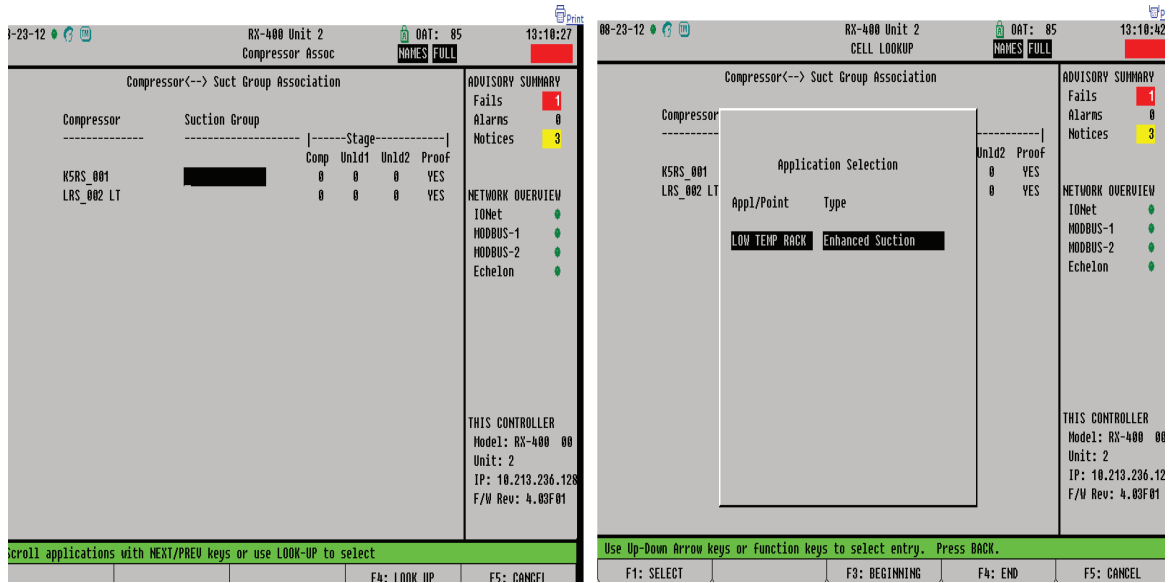 Print
3-23-12 RX-400 Unit 2 OAT: 85 13:10:27
Compressor Assoc NAMES FULL
Compressor<--> Suct Group Association
Compressor Suction Group
-------------- -------------------- |------Stage------------|
Comp Unld1 Unld2 Proof
K5RS_001 0 0 0 YES
LRS_002 LT 0 0 0 YES
ADVISORY SUMMARY
Fails 1
Alarms 0
Notices 3
NETWORK OVERVIEW
IONet
MODBUS-1
MODBUS-2
Echelon
THIS CONTROLLER
Model: RX-400 00
Unit: 2
IP: 10.213.236.128
F/W Rev: 4.03F01
Scroll applications with NEXT/PREV keys or use LOOK-UP to select
F4: LOOK UP F5: CANCEL
P
08-23-12 RX-400 Unit 2 OAT: 85 13:10:42
CELL LOOKUP NAMES FULL
Compressor<--> Suct Group Association
Compressor
-----------|
Unld2 Proof
K5RS_001 0 YES
LRS_002 LT 0 YES
Application Selection
Appl/Point Type
LOW TEMP RACK Enhanced Suction
ADVISORY SUMMARY
Fails 1
Alarms 0
Notices 3
NETWORK OVERVIEW
IONet
MODBUS-1
MODBUS-2
Echelon
THIS CONTROLLER
Model: RX-400 00
Unit: 2
IP: 10.213.236.12
F/W Rev: 4.03F01
Use Up-Down Arrow keys or function keys to select entry. Press BACK.
F1: SELECT F3: BEGINNING F4: END F5: CANCEL